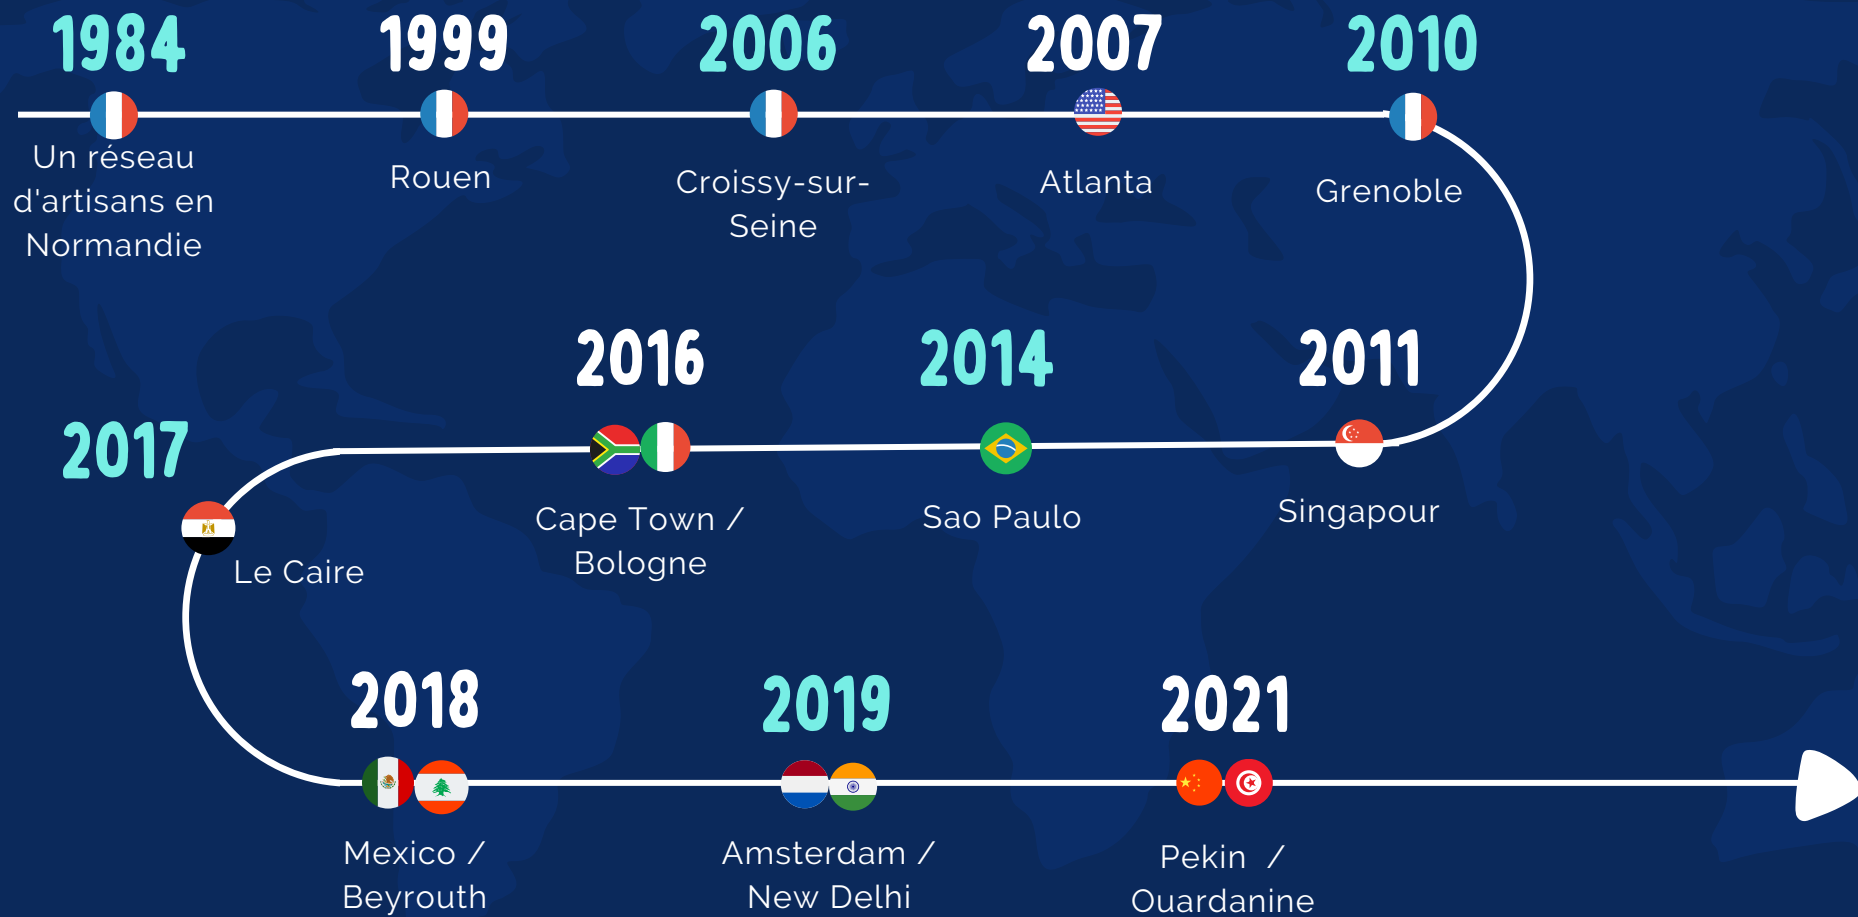 1984
Un réseau
d'artisans en
Normandie
1999
Rouen
2006
Croissy-sur-
Seine
2007
Atlanta
2010
Grenoble
2011
Singapour
2014
Sao Paulo
2016
Cape Town /
Bologne
2017
Le Caire
2018
Mexico /
Beyrouth
2019
Amsterdam /
New Delhi
2021
Pekin /
Ouardanine